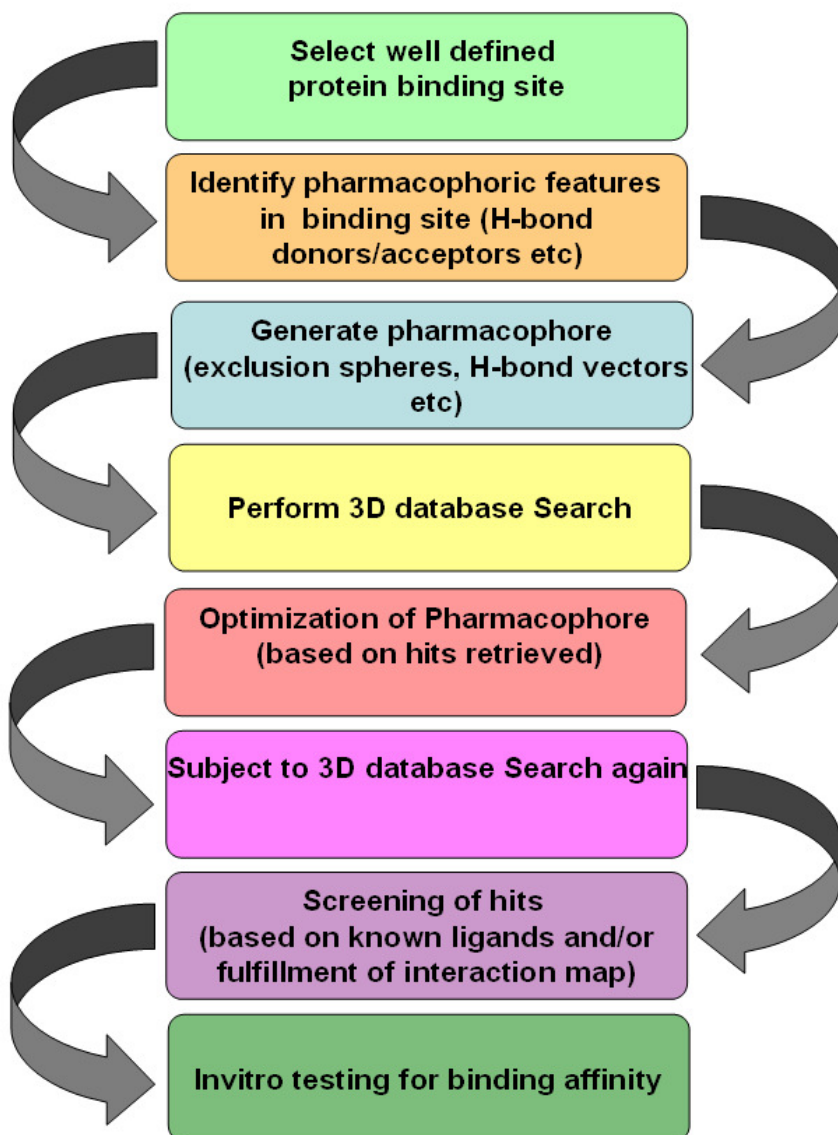 Select well defined
protein binding site
Identify pharmacophoric features
in binding site (H-bond
donors/acceptors etc)
Generate pharmacophore
(exclusion spheres, H-bond vectors
etc)
Perform 3D database Search
Optimization of Pharmacophore
(based on hits retrieved)
Subject to 3D database Search again
Screening of hits
(based on known ligands and/or
fulfillment of interaction map)
Invitro testing for binding affinity